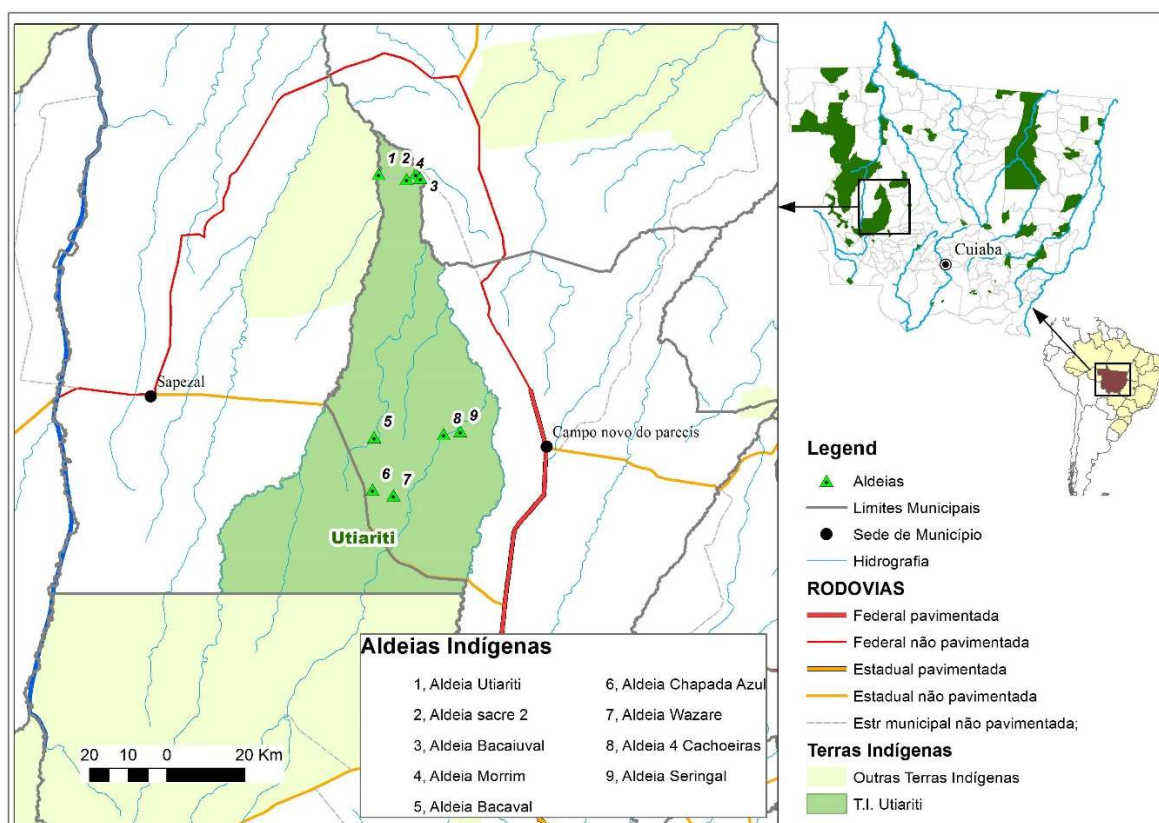 1 2 4
3
Sapezal
5
8 9
Campo novo do parecis
6
7
Utiariti
Cuiaba
Aldeias Indígenas
1, Aldeia Utiariti
2, Aldeia sacre 2
3, Aldeia Bacaiuval
4, Aldeia Morrim
5, Aldeia Bacaval
6, Aldeia Chapada Azul
7, Aldeia Wazare
8, Aldeia 4 Cachoeiras
9, Aldeia Seringal
20 10 0 20 Km
Legend
Aldeias
Limites Municipais
Sede de Município
Hidrografia
RODOVIAS
Federal pavimentada
Federal não pavimentada
Estadual pavimentada
Estadual não pavimentada
Estr municipal não pavimentada;
Terras Indígenas
Outras Terras Indígenas
T.I. Utiariti